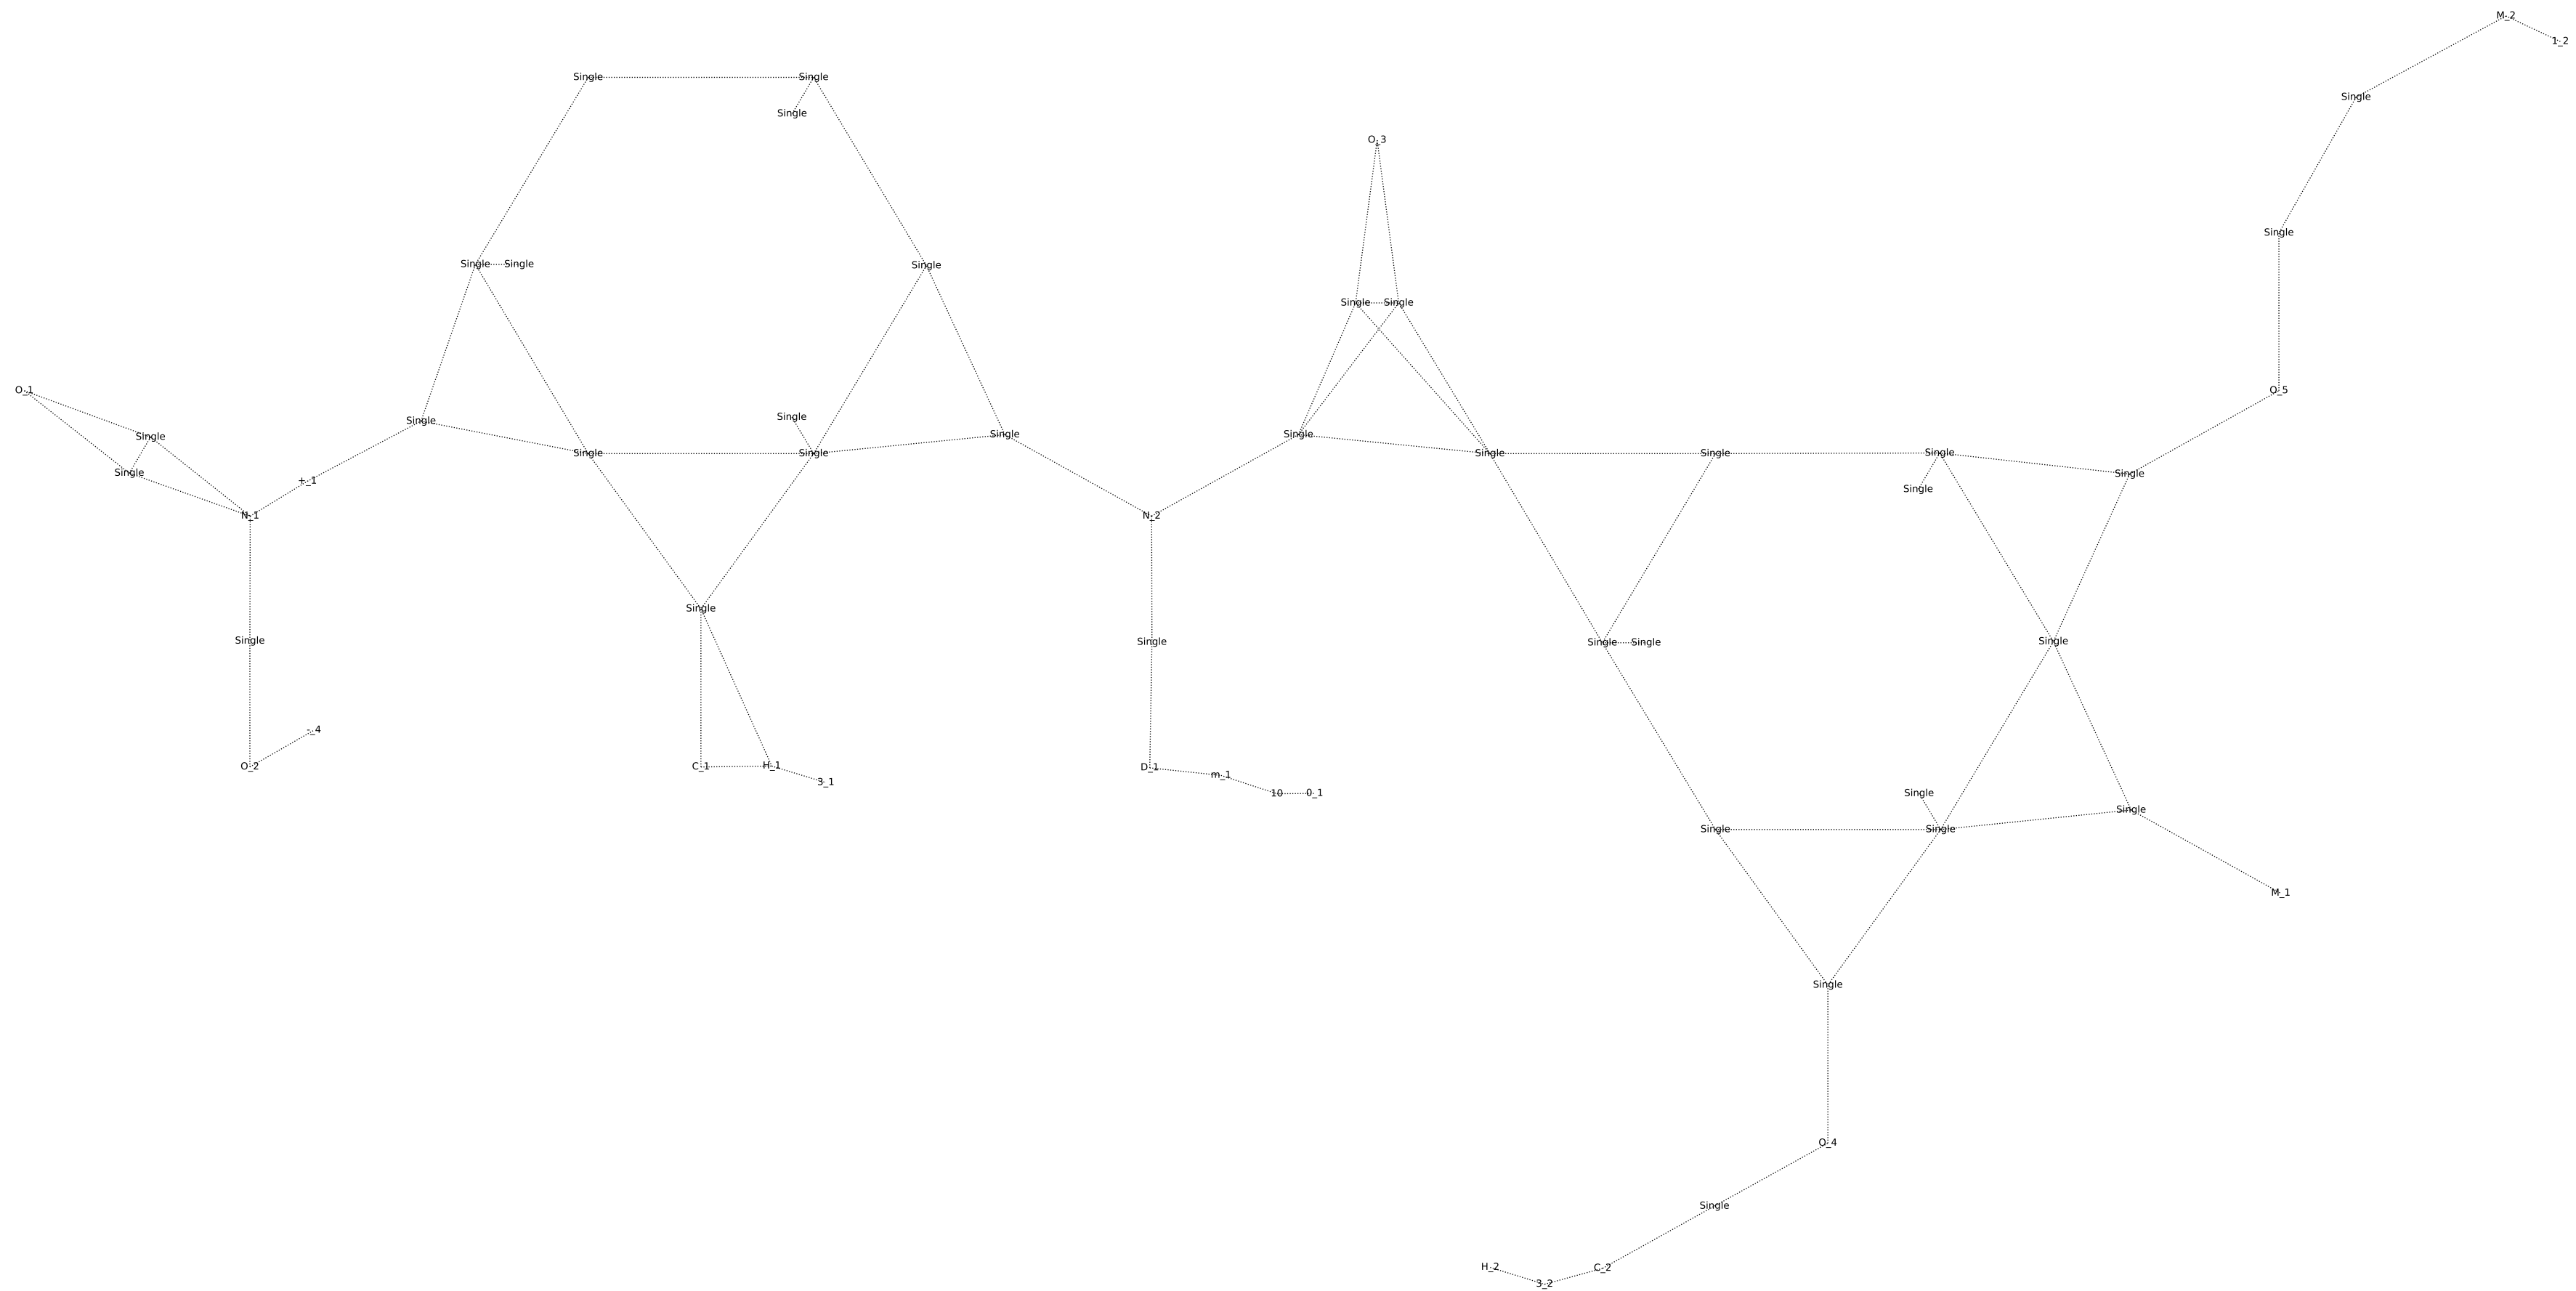 M_2
1_2
Single Single
Single
Single
O_3
Single
Single Single Single
Single Single
O_1 O_5
Single Single
Single Single Single
Single Single Single Single Single Single
Single Single
+_1 Single
N_1 N_2
Single Single Single Single Single
Single
-_4
O_2 C_1 H_1 D_1 m_1
3_1 10 0_1 Single
Single
Single Single
M_1
Single
O_4
Single
H_2 C_2
3_2